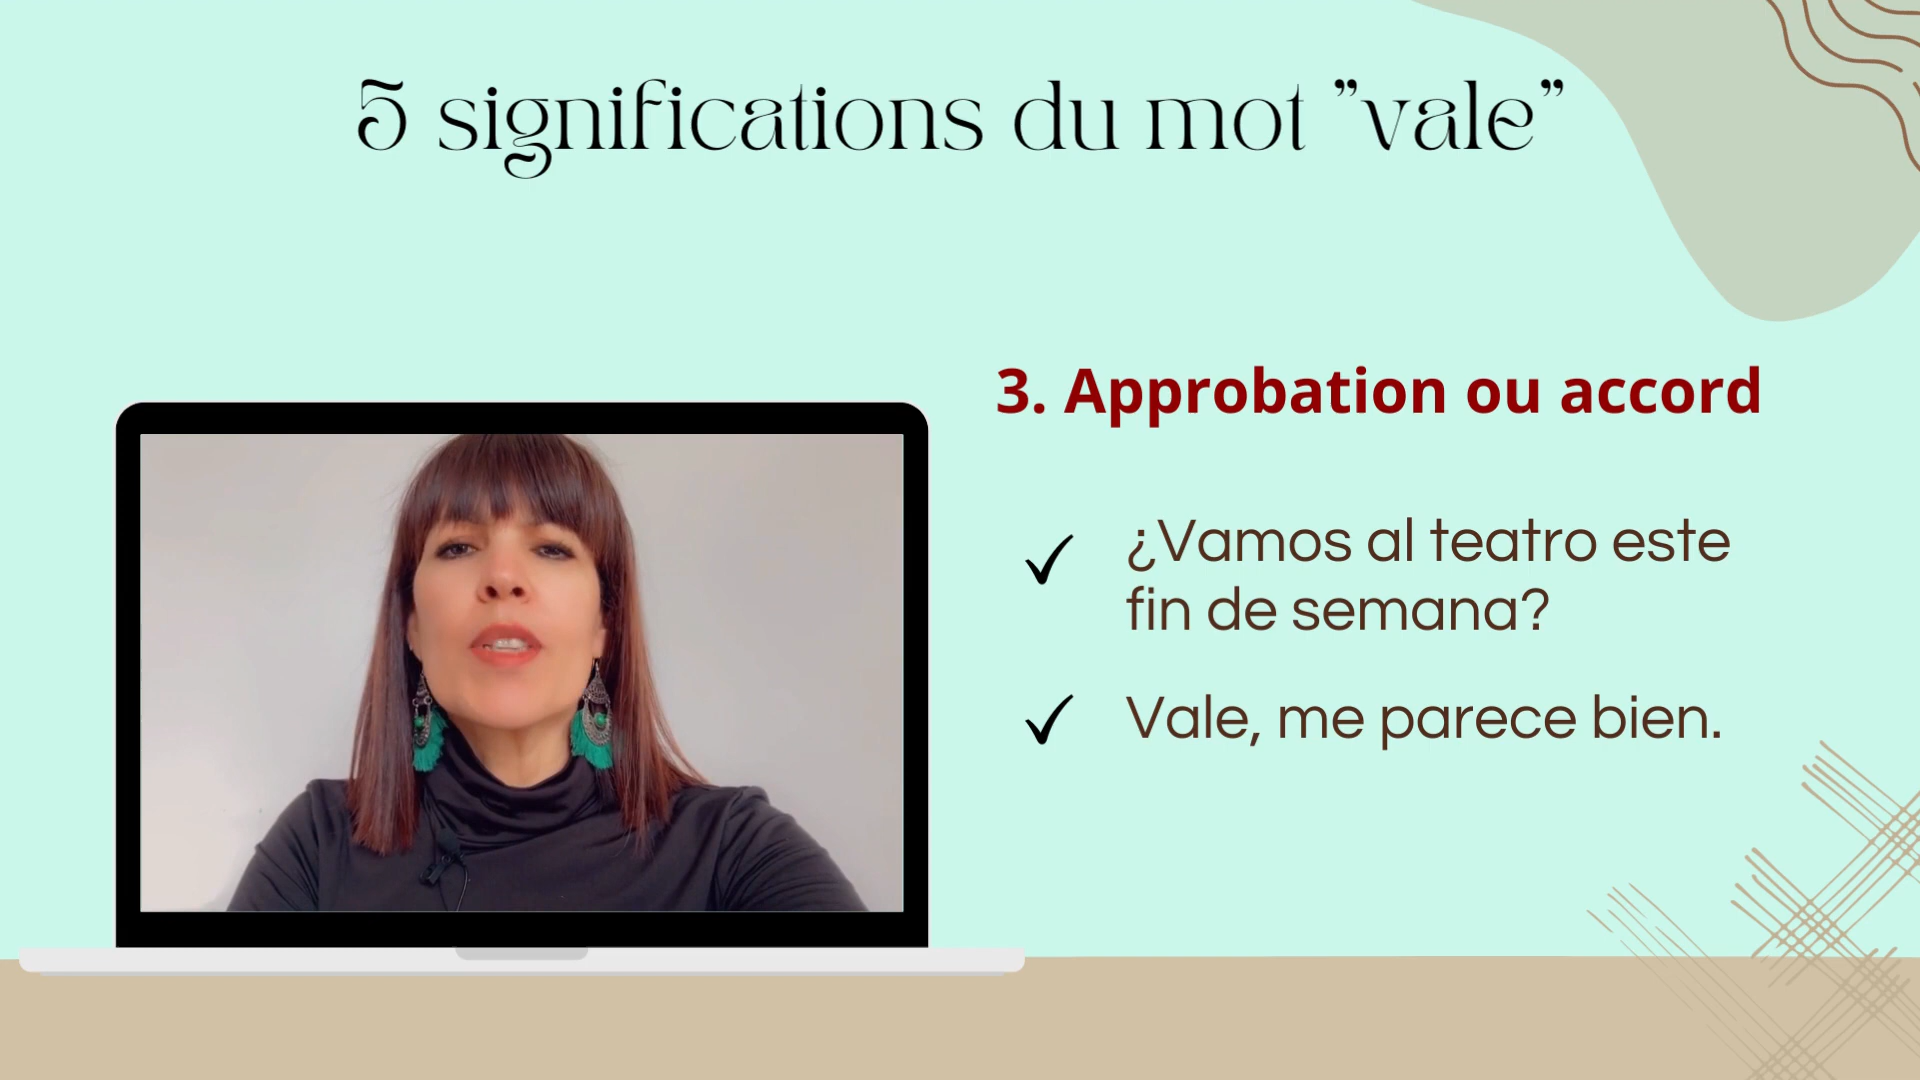 5 significations du mot ”vale”
3. Approbation ou accord
¿Vamos al teatro este
fin de semana?
Vale, me parece bien.